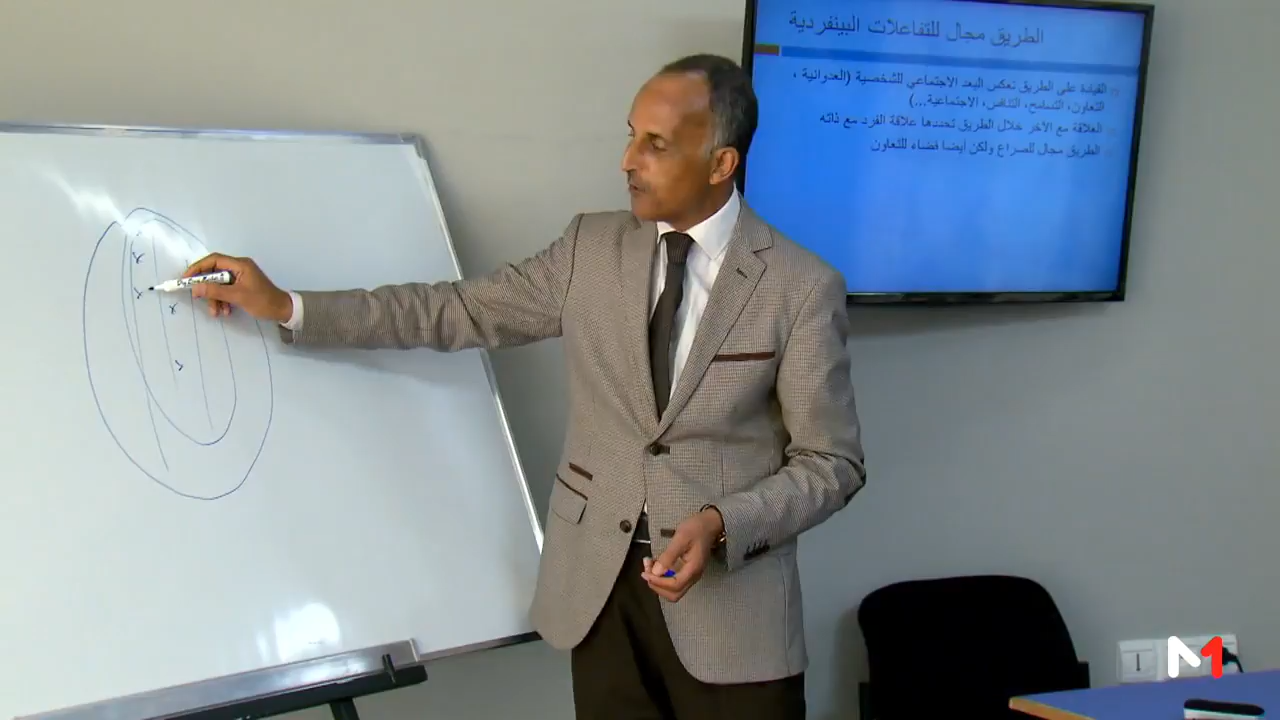 الطريق مجال للتفاعلات البينفردية
القيادة على الطريق تعكس البعد الاجتماعي للشخصية (العدوانية ،
التعاون، التسامح، التنافس، الاجتماعية...)
العلاقة مع الآخر خلال الطريق تحددها علاقة الفرد مع ذاته
الطريق مجال للصراع ولكن أيضا فضاء للتعاون
M1